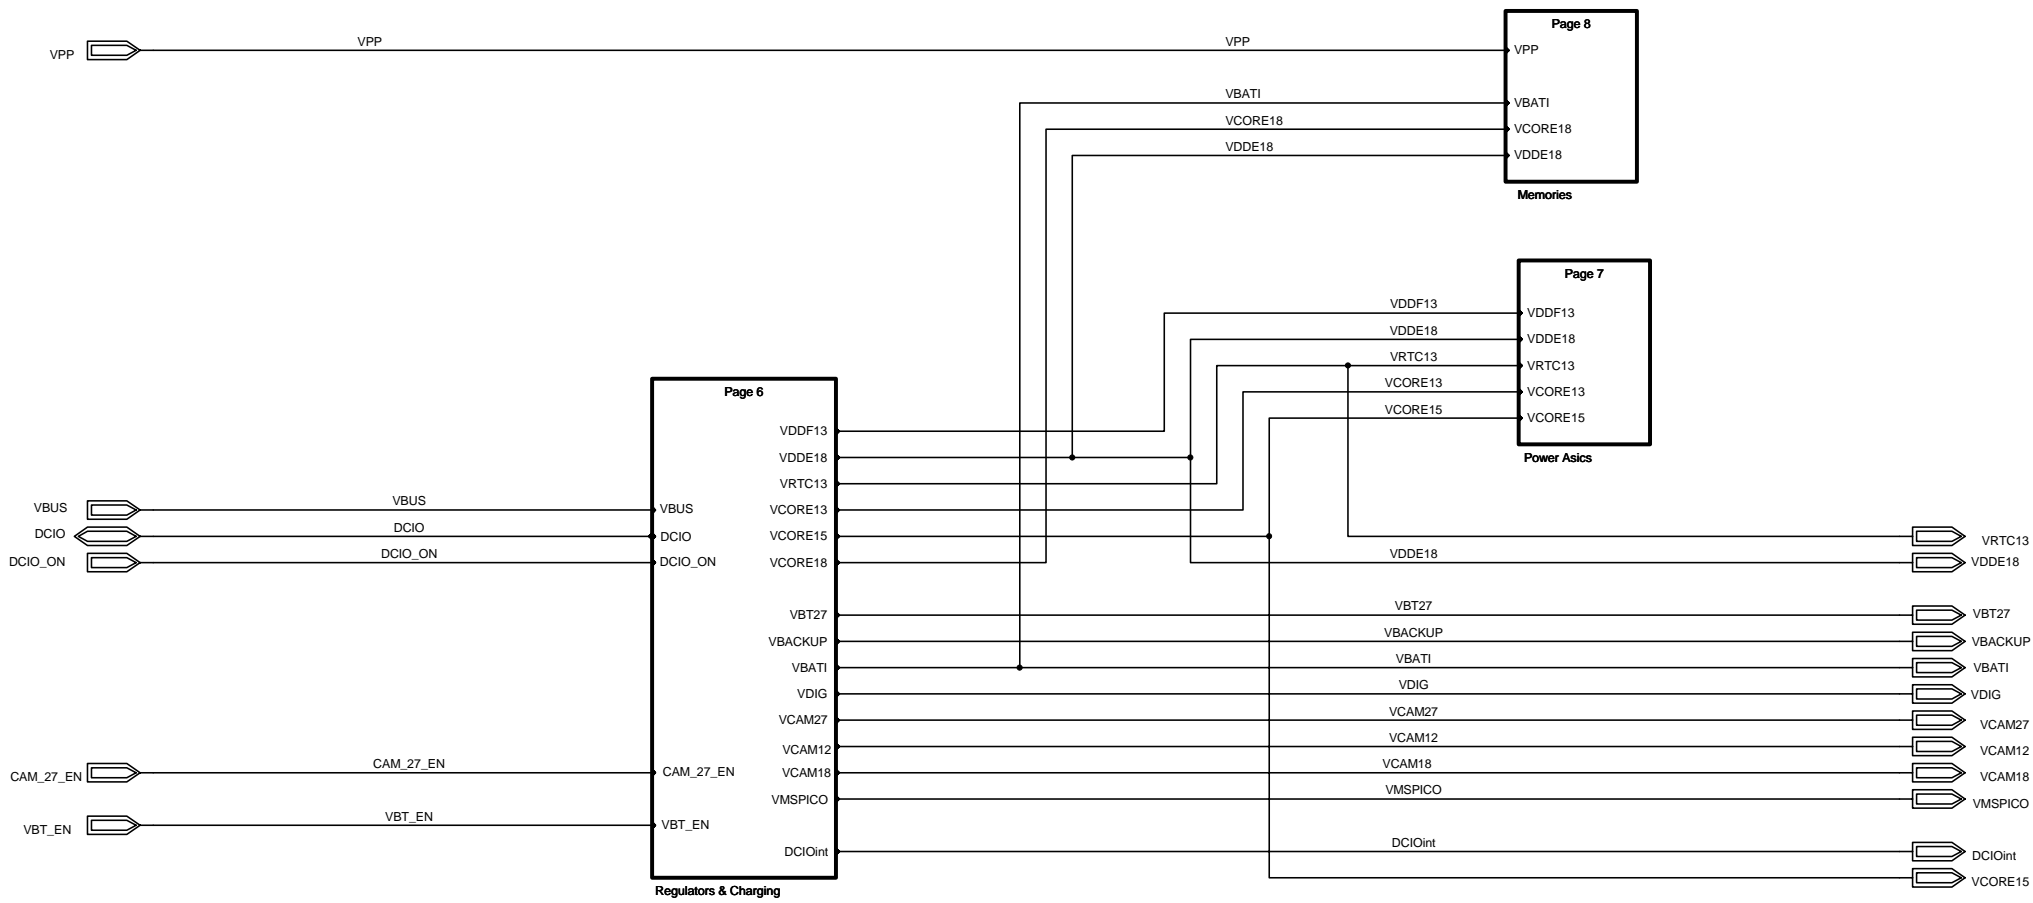 Page 8
VPP
VPP
VPP
VPP
VBATI
VBATI
VCORE18
VCORE18
VDDE18
VDDE18
Memories
Page 7
VDDF13
VDDF13
VDDE18
VDDE18
VRTC13
VRTC13
VCORE13
VCORE13
VCORE15
VCORE15
Power Asics
Page 6
VDDF13
VDDE18
VRTC13
VBUS
VBUS
VBUS
VCORE13
DCIO
DCIO
DCIO
VCORE15
VRTC13
DCIO_ON
DCIO_ON
DCIO_ON
VCORE18
VDDE18
VDDE18
VBT27
VBT27
VBT27
VBACKUP
VBACKUP
VBACKUP
VBATI
VBATI
VBATI
VDIG
VDIG
VDIG
VCAM27
VCAM27
VCAM27
VCAM12
VCAM12
VCAM12
CAM_27_EN
CAM_27_EN
CAM_27_EN
VCAM18
VCAM18
VCAM18
VMSPICO
VMSPICO
VMSPICO
VBT_EN
VBT_EN
VBT_EN
DCIOint
DCIOint
DCIOint
VCORE15
Regulators & Charging